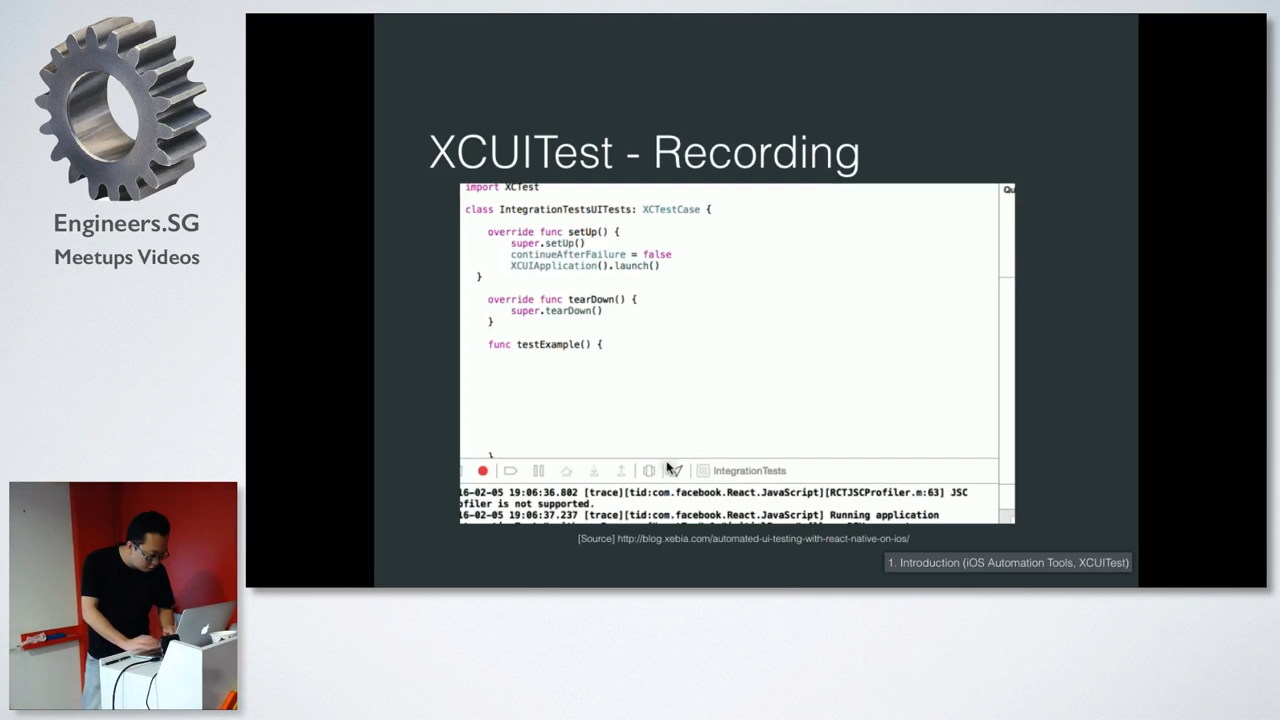 Engineers.SG
Meetups Videos
XCUITest - Recording
import XCTest
Qu
class IntegrationTestsUITests: XCTestCase {
override func setUp() {
super.setUp()
continueAfterFailure = false
XCUIApplication().launch()
}
override func tearDown() {
super.tearDown()
}
func testExample() {
}
IntegrationTests
16-02-05 19:06:36.802 [trace][tid:com.facebook.React.JavaScript][RCTJSCProfiler.m:63] JSC
ofiler is not supported.
16-02-05 19:06:37.237 [trace][tid:com.facebook.React.JavaScript] Running application
[Source] http://blog.xebia.com/automated-ui-testing-with-react-native-on-ios/
1. Introduction (iOS Automation Tools, XCUITest)